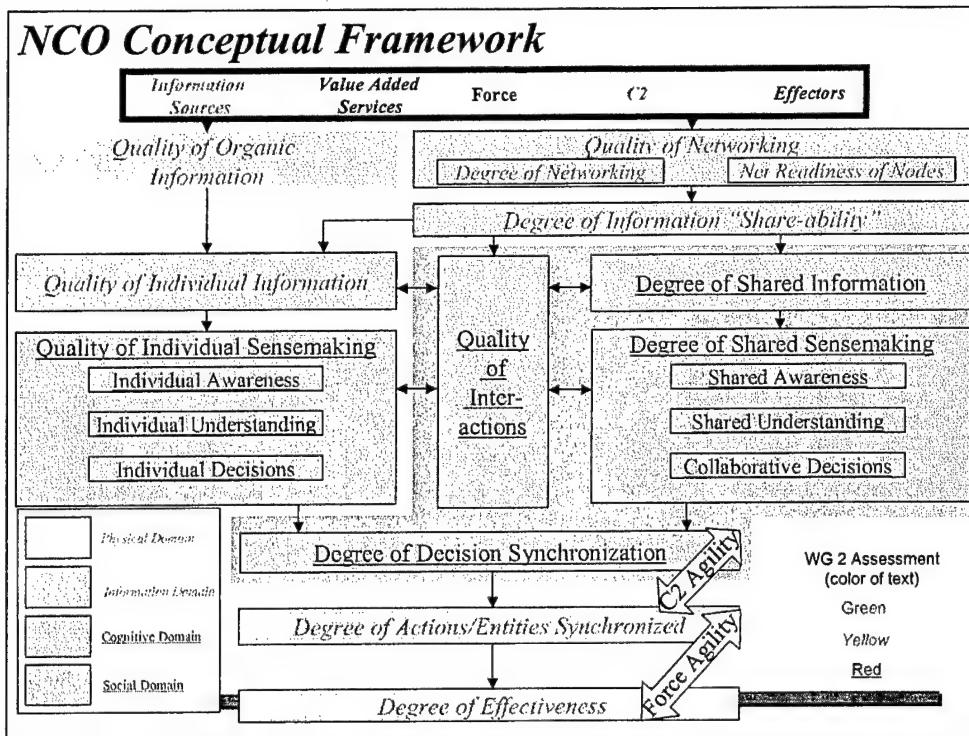 NCO Conceptual Framework
Information Sources
Value Added Services
Force
C2
Effectors
Quality of Organic
Information
Quality of Networking
Degree of Networking
Net Readiness of Nodes
Degree of Information "Share-ability"
Quality of Individual Information
Degree of Shared Information
Quality of Individual Sensemaking
Individual Awareness
Individual Understanding
Individual Decisions
Quality
of
Inter-
actions
Degree of Shared Sensemaking
Shared Awareness
Shared Understanding
Collaborative Decisions
Physical Domain
Information Domain
Cognitive Domain
Social Domain
Degree of Decision Synchronization
C2 Agility
Degree of Actions/Entities Synchronized
Force Agility
Degree of Effectiveness
WG 2 Assessment
(color of text)
Green
Yellow
Red